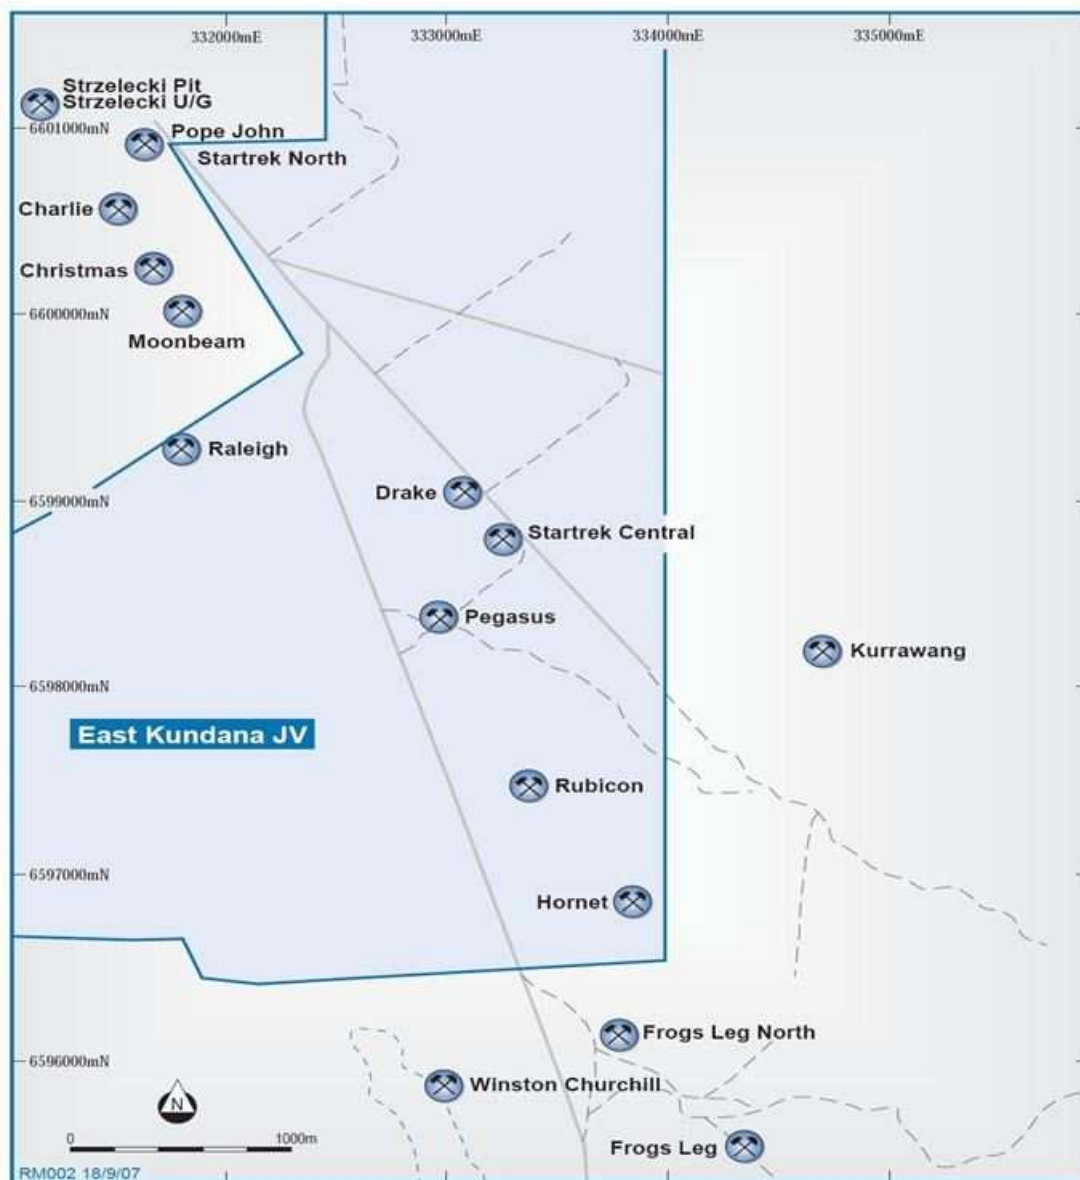 332000mE
333000mE
334000mE
335000mE
Strzelecki Pit
Strzelecki U/G
6601000mN
Pope John
Startrek North
Charlie
Christmas
6600000mN
Moonbeam
Raleigh
Drake
6599000mN
Startrek Central
Pegasus
Kurrawang
6598000mN
East Kundana JV
Rubicon
6597000mN
Hornet
Frogs Leg North
6596000mN
Winston Churchill
N
0
1000m
Frogs Leg
RM002 18/9/07